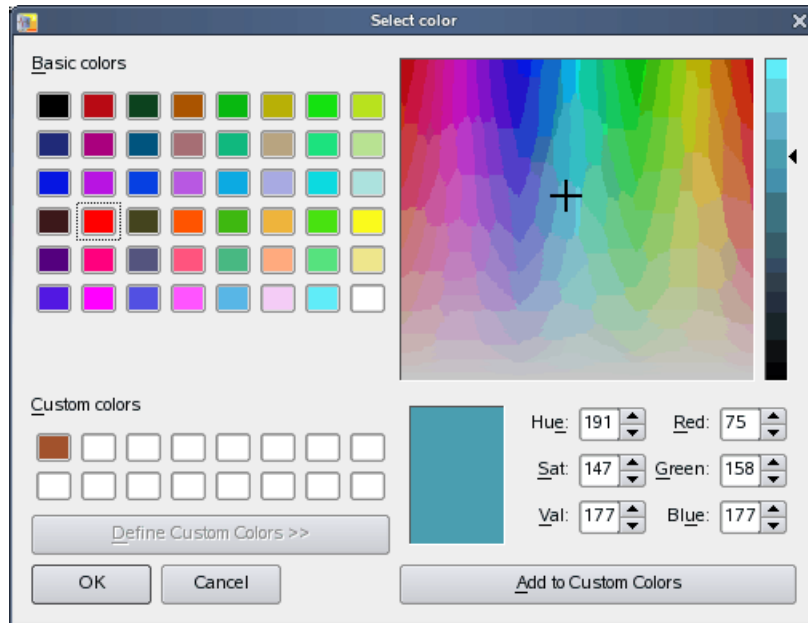 Select color
Basic colors
Custom colors
Define Custom Colors >>
OK
Cancel
Hue: 191
Red: 75
Sat: 147
Green: 158
Val: 177
Blue: 177
Add to Custom Colors